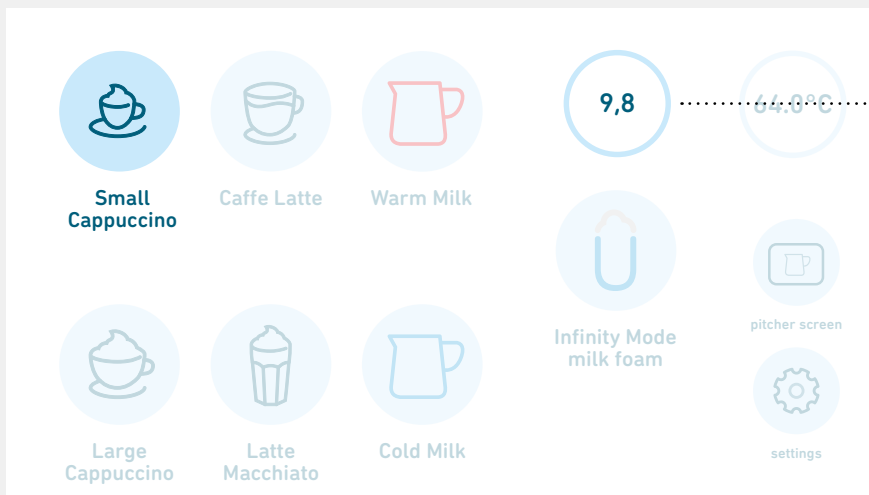 9,8
64.0°C
Small
Cappuccino
Caffe Latte
Warm Milk
Infinity Mode
milk foam
pitcher screen
Large
Cappuccino
Latte
Macchiato
Cold Milk
settings